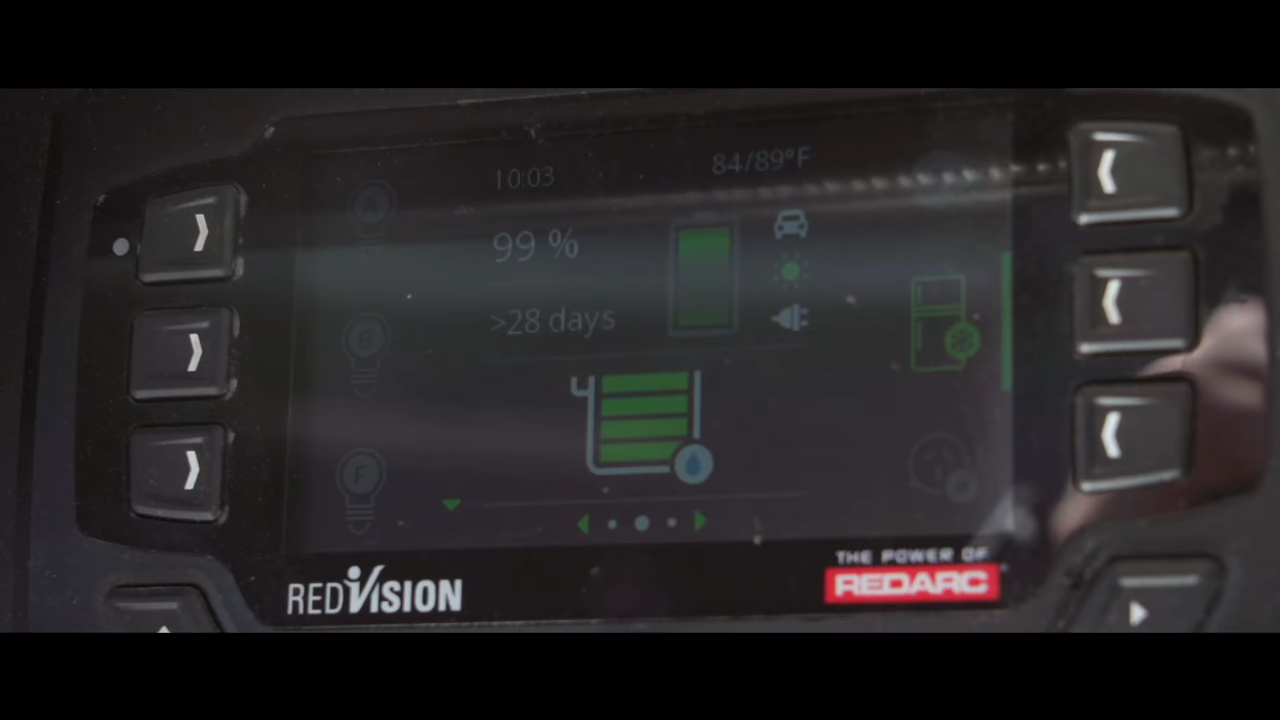 10:03
84/89°F
A
99 %
B
>28 days
F
REDVISION
THE POWER OF
REDARC